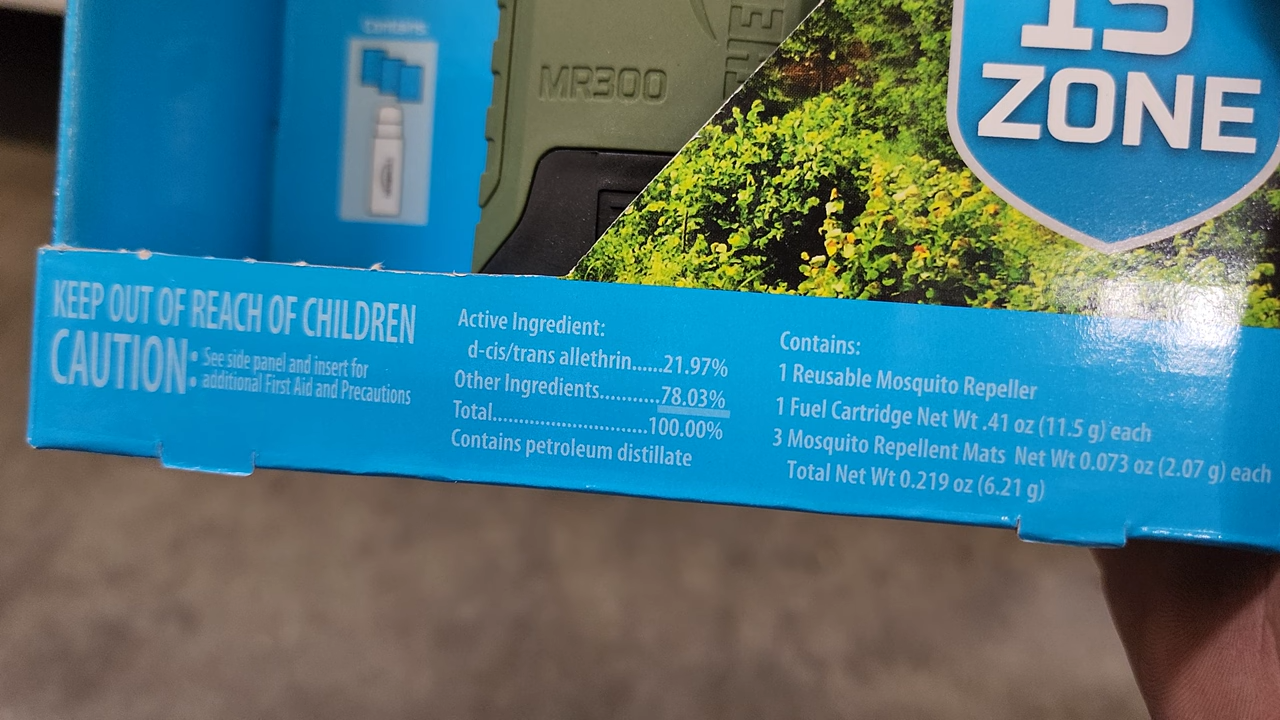 Contains
MR300
THE
15
ZONE
KEEP OUT OF REACH OF CHILDREN
CAUTION: See side panel and insert for
additional First Aid and Precautions
Active Ingredient:
d-cis/trans allethrin......21.97%
Other Ingredients...........78.03%
Total............................100.00%
Contains petroleum distillate
Contains:
1 Reusable Mosquito Repeller
1 Fuel Cartridge Net Wt .41 oz (11.5 g) each
3 Mosquito Repellent Mats Net Wt 0.073 oz (2.07 g) each
Total Net Wt 0.219 oz (6.21 g)